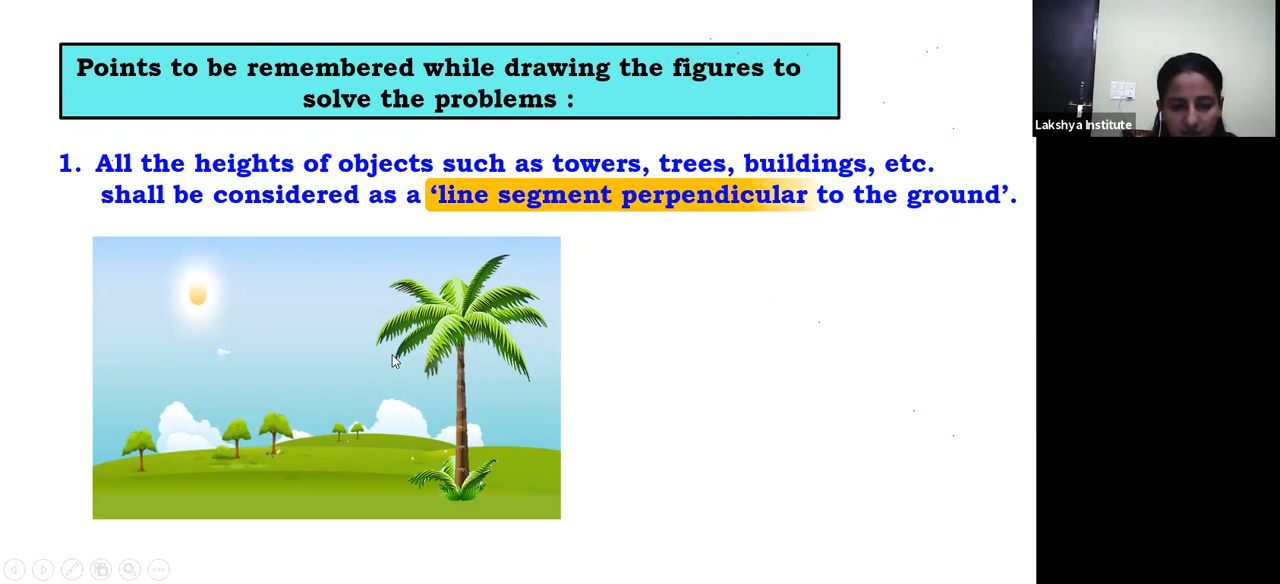 Points to be remembered while drawing the figures to
solve the problems :
1. All the heights of objects such as towers, trees, buildings, etc.
shall be considered as a ‘line segment perpendicular to the ground’.
Lakshya Institute